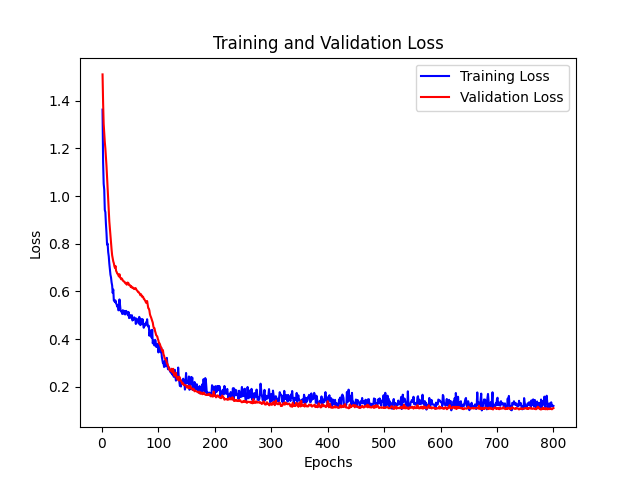 Training and Validation Loss
Training Loss
Validation Loss
Loss
1.4
1.2
1.0
0.8
0.6
0.4
0.2
0 100 200 300 400 500 600 700 800
Epochs